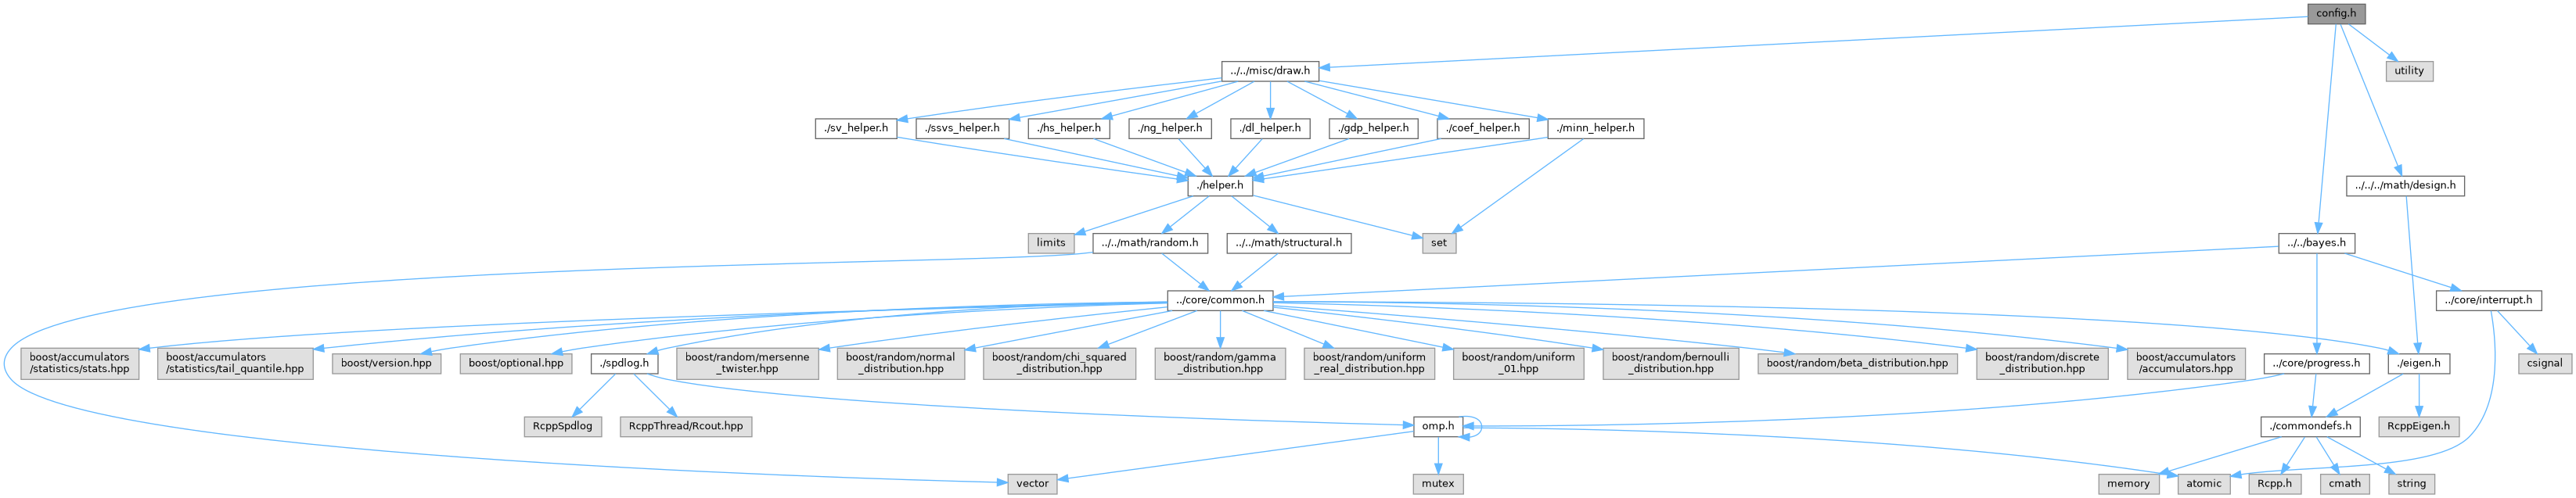 config.h
../../misc/draw.h
utility
./sv_helper.h
./ssvs_helper.h
./hs_helper.h
./ng_helper.h
./dl_helper.h
./gdp_helper.h
./coef_helper.h
./minn_helper.h
./helper.h
../../../math/design.h
limits
../../math/random.h
../../math/structural.h
set
../../bayes.h
../core/common.h
../core/interrupt.h
boost/accumulators
/statistics/stats.hpp
boost/accumulators
/statistics/tail_quantile.hpp
boost/version.hpp
boost/optional.hpp
./spdlog.h
boost/random/mersenne
_twister.hpp
boost/random/normal
_distribution.hpp
boost/random/chi_squared
_distribution.hpp
boost/random/gamma
_distribution.hpp
boost/random/uniform
_real_distribution.hpp
boost/random/uniform
_01.hpp
boost/random/bernoulli
_distribution.hpp
boost/random/beta_distribution.hpp
boost/random/discrete
_distribution.hpp
boost/accumulators
/accumulators.hpp
../core/progress.h
./eigen.h
csignal
RcppSpdlog
RcppThread/Rcout.hpp
omp.h
./commondefs.h
RcppEigen.h
vector
mutex
memory
atomic
Rcpp.h
cmath
string